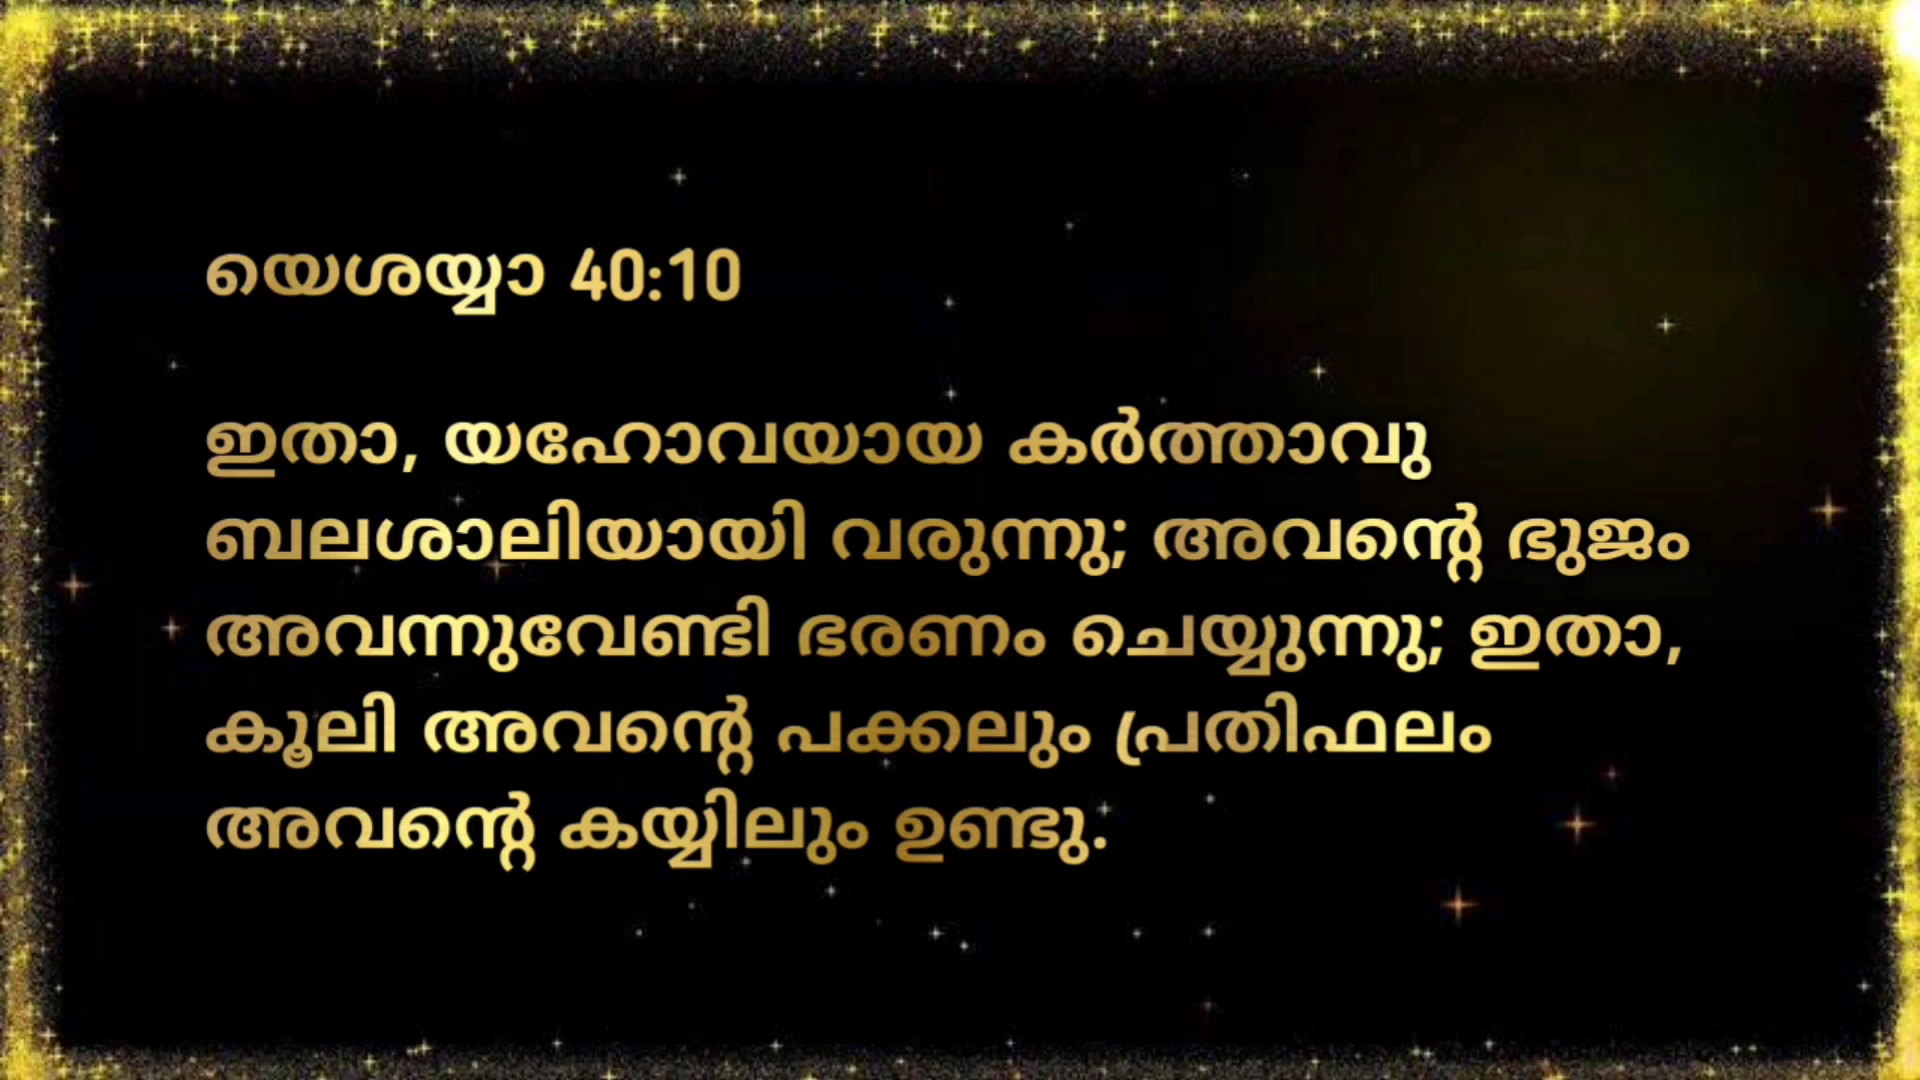 യെശയ്യാ 40:10
ഇതാ, യഹോവയായ കർത്താവു
ബലശാലിയായി വരുന്നു; അവന്റെ ഭുജം
അവന്നുവേണ്ടി ഭരണം ചെയ്യുന്നു; ഇതാ,
കൂലി അവന്റെ പക്കലും പ്രതിഫലം
അവന്റെ കയ്യിലും ഉണ്ടു.